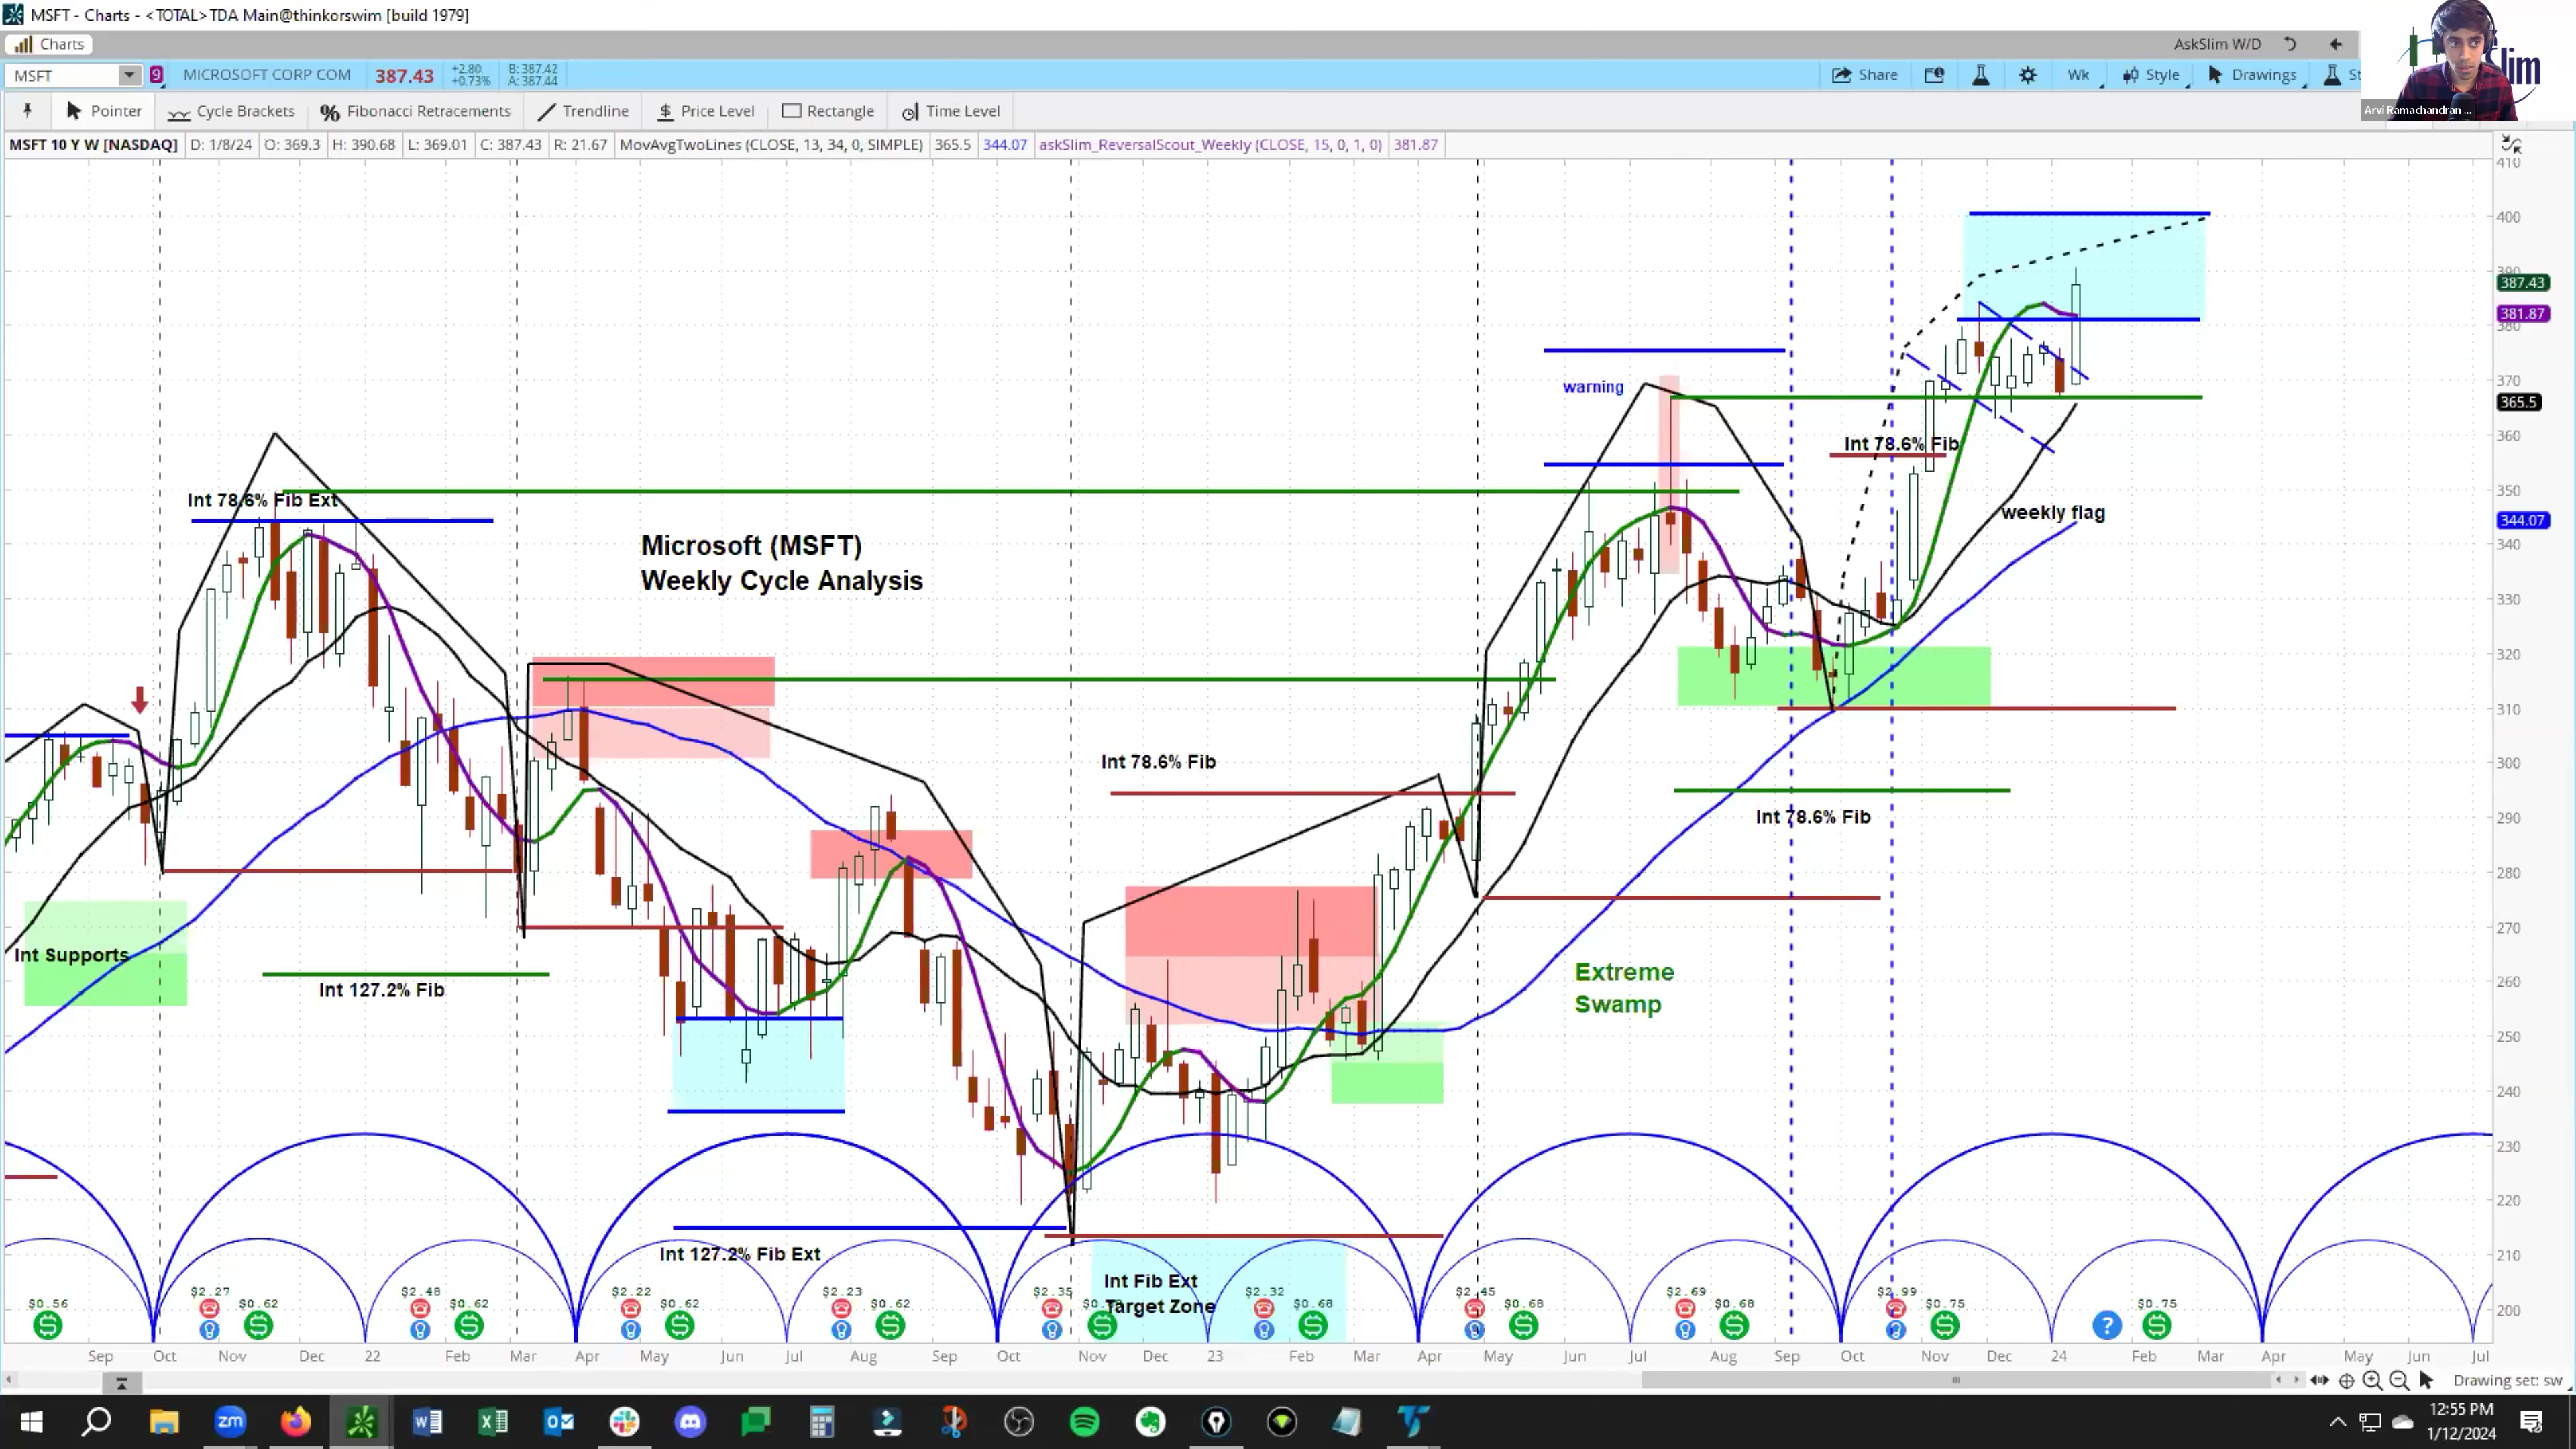 MSFT - Charts - <TOTAL> TDA Main@thinkorswim [build 1979]
Charts
AskSlim W/D
MSFT
9
MICROSOFT CORP COM
387.43
+2.80
+0.73%
B: 387.42
A: 387.44
Share
Wk
Style
Drawings
St
lim
Arvi Ramachandran ...
Pointer
Cycle Brackets
Fibonacci Retracements
Trendline
Price Level
Rectangle
Time Level
MSFT 10 Y W [NASDAQ]
D: 1/8/24
O: 369.3
H: 390.68
L: 369.01
C: 387.43
R: 21.67
MovAvgTwoLines (CLOSE, 13, 34, 0, SIMPLE)
365.5
344.07
askSlim_ReversalScout_Weekly (CLOSE, 15, 0, 1, 0)
381.87
410
400
390
387.43
381.87
380
370
365.5
360
350
344.07
340
330
320
310
300
290
280
270
260
250
240
230
220
210
200
warning
Int 78.6% Fib
Int 78.6% Fib Ext
weekly flag
Microsoft (MSFT)
Weekly Cycle Analysis
Int 78.6% Fib
Int 78.6% Fib
Int Supports
Int 127.2% Fib
Extreme
Swamp
Int 127.2% Fib Ext
Int Fib Ext
Target Zone
$0.56
$2.27
$0.62
$2.48
$0.62
$2.22
$0.62
$2.23
$0.62
$2.35
$2.32
$0.68
$2.45
$0.68
$2.69
$0.68
$2.99
$0.75
?
$0.75
Sep Oct Nov Dec 22 Feb Mar Apr May Jun Jul Aug Sep Oct Nov Dec 23 Feb Mar Apr May Jun Jul Aug Sep Oct Nov Dec 24 Feb Mar Apr May Jun Jul
Drawing set: sw
zm
12:55 PM
1/12/2024